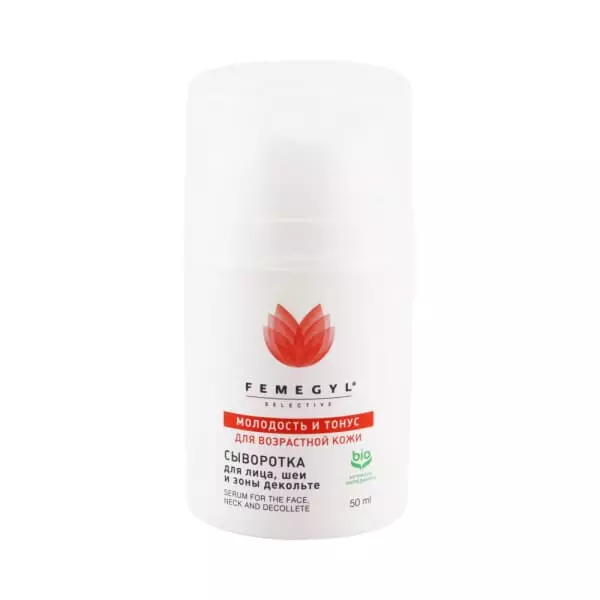 FEMEGYL®
SELECTIVE
МОЛОДОСТЬ И ТОНУС
ДЛЯ ВОЗРАСТНОЙ КОЖИ
СЫВОРОТКА
для лица, шеи
и зоны декольте
SERUM FOR THE FACE,
NECK AND DECOLLETE
bio
50 ml